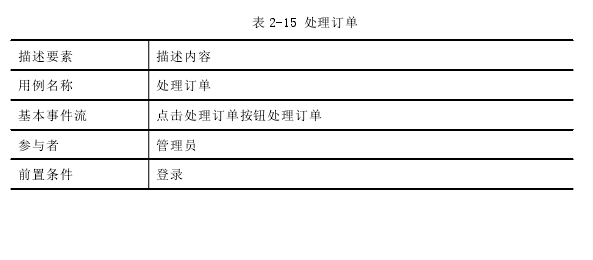 表 2-15 处理订单
描述要素 描述内容
用例名称 处理订单
基本事件流 点击处理订单按钮处理订单
参与者 管理员
前置条件 登录